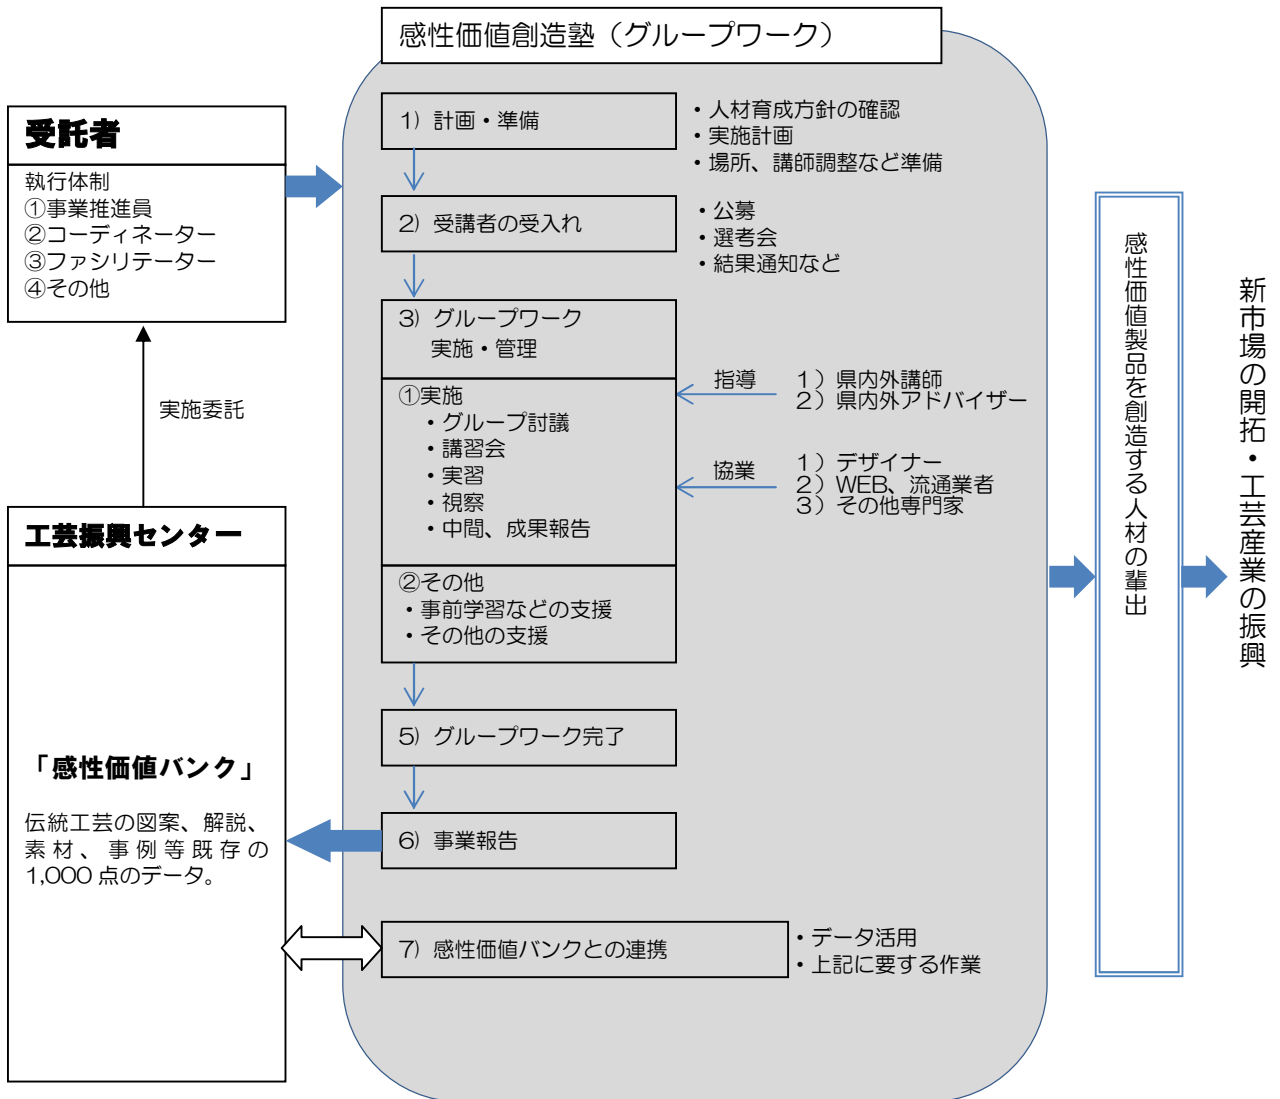 感性価値創造塾（グループワーク）
受託者
執行体制
①事業推進員
②コーディネーター
③ファシリテーター
④その他
実施委託
工芸振興センター
「感性価値バンク」
伝統工芸の図案、解説、
素材、事例等既存の
1,000 点のデータ。
1）計画・準備
・人材育成方針の確認
・実施計画
・場所、講師調整など準備
2）受講者の受入れ
・公募
・選考会
・結果通知など
3）グループワーク
実施・管理
①実施
・グループ討議
・講習会
・実習
・視察
・中間、成果報告
指導
1）県内外講師
2）県内外アドバイザー
協業
1）デザイナー
2）WEB、流通業者
3）その他専門家
②その他
・事前学習などの支援
・その他の支援
5）グループワーク完了
6）事業報告
7）感性価値バンクとの連携
・データ活用
・上記に要する作業
感性価値製品を創造する人材の輩出
新市場の開拓・工芸産業の振興